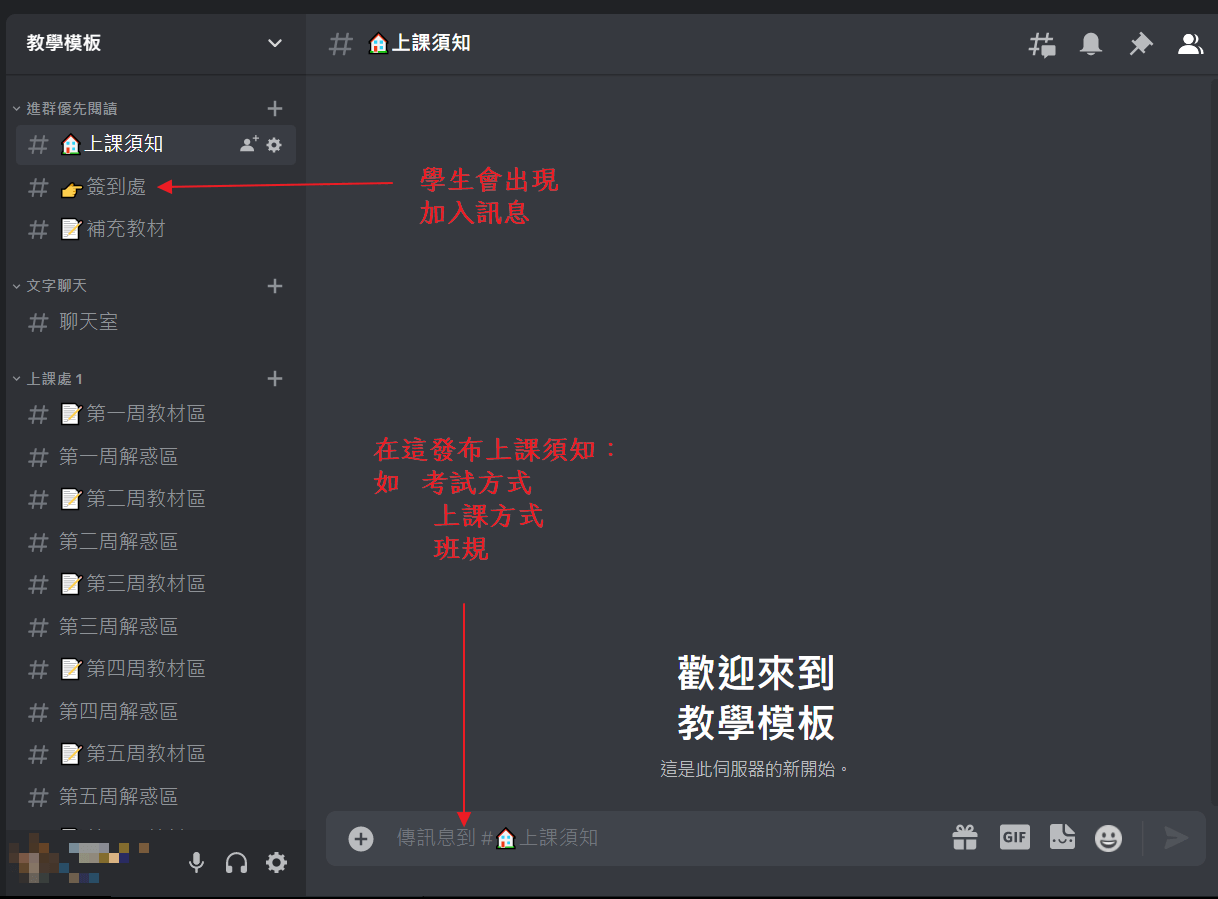 教學模板
# 🏠上課須知
進群優先閱讀
# 🏠上課須知
# 👉簽到處
# 📝補充教材
文字聊天
# 聊天室
上課處 1
# 📝第一周教材區
# 第一周解惑區
# 📝第二周教材區
# 第二周解惑區
# 📝第三周教材區
# 第三周解惑區
# 📝第四周教材區
# 第四周解惑區
# 📝第五周教材區
# 第五周解惑區
學生會出現
加入訊息
在這發布上課須知：
如 考試方式
上課方式
班規
歡迎來到
教學模板
這是此伺服器的新開始。
傳訊息到 #🏠上課須知
GIF